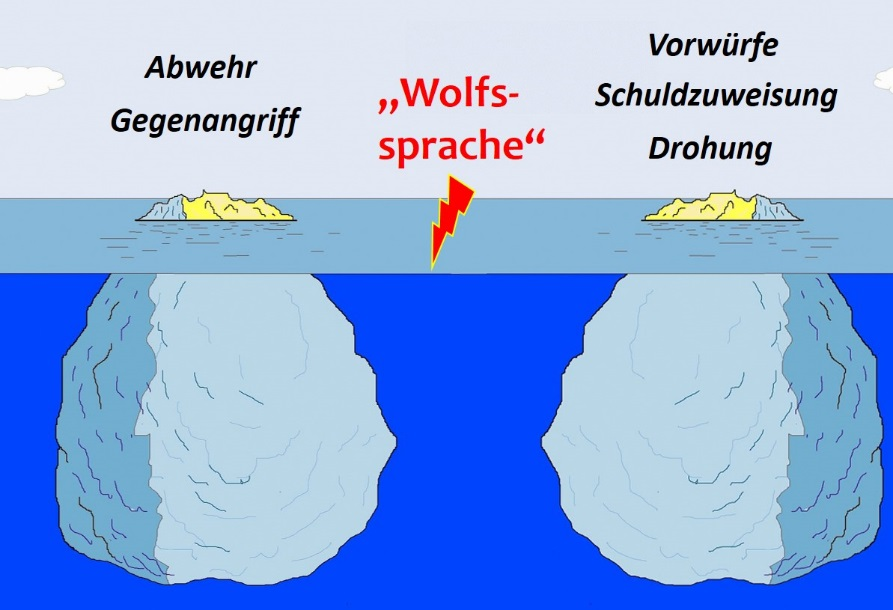 Abwehr
Gegenangriff
„Wolfs-
sprache“
Vorwürfe
Schuldzuweisung
Drohung